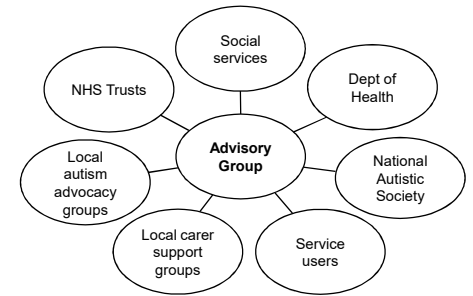 Social
services
Dept of
Health
NHS Trusts
Advisory
Group
National
Autistic
Society
Local
autism
advocacy
groups
Local carer
support
groups
Service
users